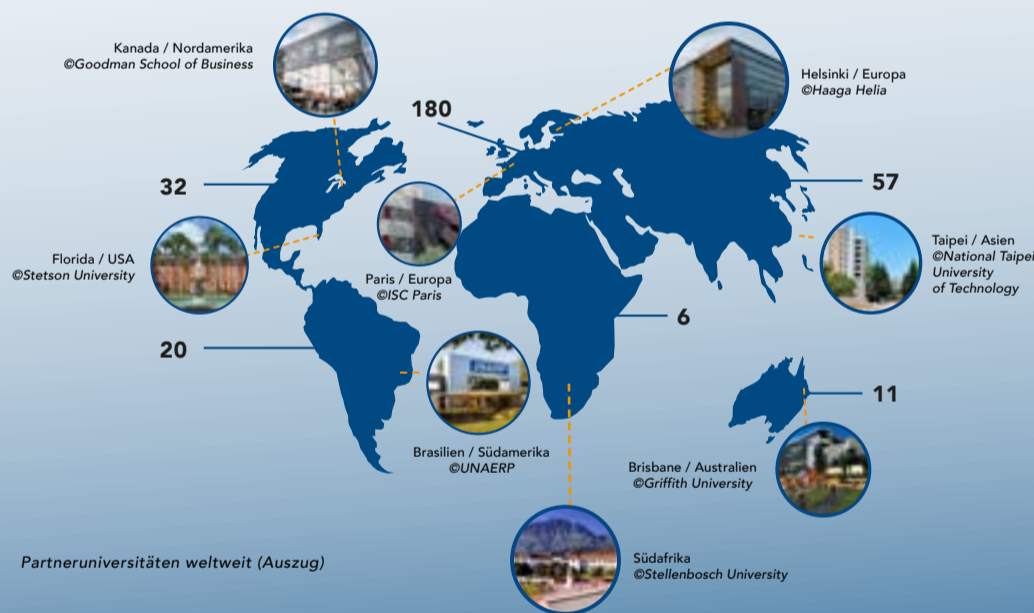 Kanada / Nordamerika
©Goodman School of Business
Helsinki / Europa
©Haaga Helia
180
32
57
Florida / USA
©Stetson University
Paris / Europa
©ISC Paris
Taipei / Asien
©National Taipei
University
of Technology
6
20
UNAERP
11
Brasilien / Südamerika
©UNAERP
Brisbane / Australien
©Griffith University
Partneruniversitäten weltweit (Auszug)
Südafrika
©Stellenbosch University